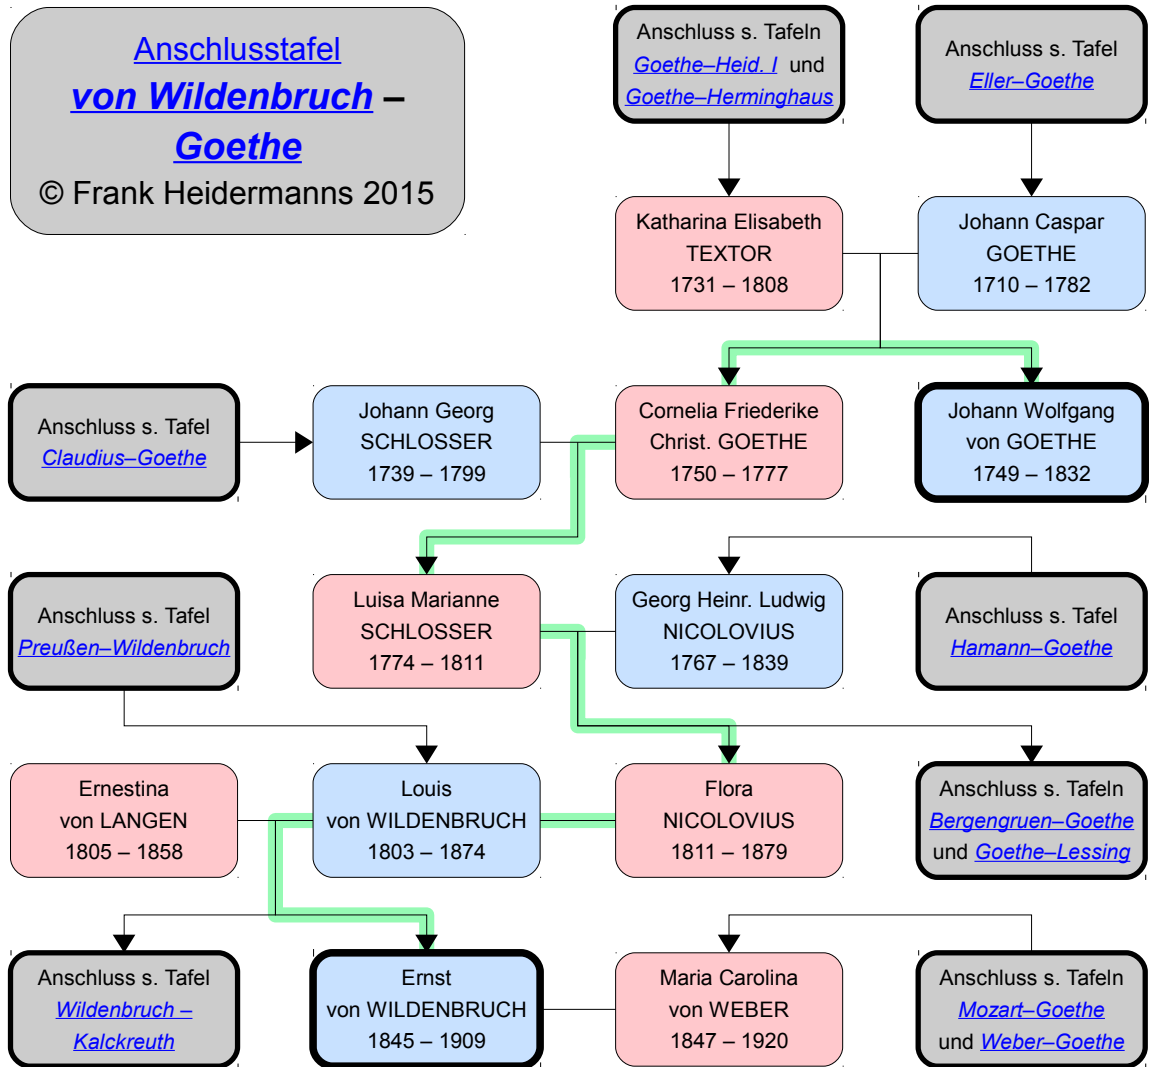 Anschlusstafel
von Wildenbruch –
Goethe
© Frank Heidermanns 2015
Anschluss s. Tafeln
Goethe–Heid. I und
Goethe–Herminghaus
Anschluss s. Tafel
Eller–Goethe
Katharina Elisabeth
TEXTOR
1731 – 1808
Johann Caspar
GOETHE
1710 – 1782
Anschluss s. Tafel
Claudius–Goethe
Johann Georg
SCHLOSSER
1739 – 1799
Cornelia Friederike
Christ. GOETHE
1750 – 1777
Johann Wolfgang
von GOETHE
1749 – 1832
Anschluss s. Tafel
Preußen–Wildenbruch
Luisa Marianne
SCHLOSSER
1774 – 1811
Georg Heinr. Ludwig
NICOLOVIUS
1767 – 1839
Anschluss s. Tafel
Hamann–Goethe
Ernestina
von LANGEN
1805 – 1858
Louis
von WILDENBRUCH
1803 – 1874
Flora
NICOLOVIUS
1811 – 1879
Anschluss s. Tafeln
Bergengruen–Goethe
und Goethe–Lessing
Anschluss s. Tafel
Wildenbruch –
Kalckreuth
Ernst
von WILDENBRUCH
1845 – 1909
Maria Carolina
von WEBER
1847 – 1920
Anschluss s. Tafeln
Mozart–Goethe
und Weber–Goethe